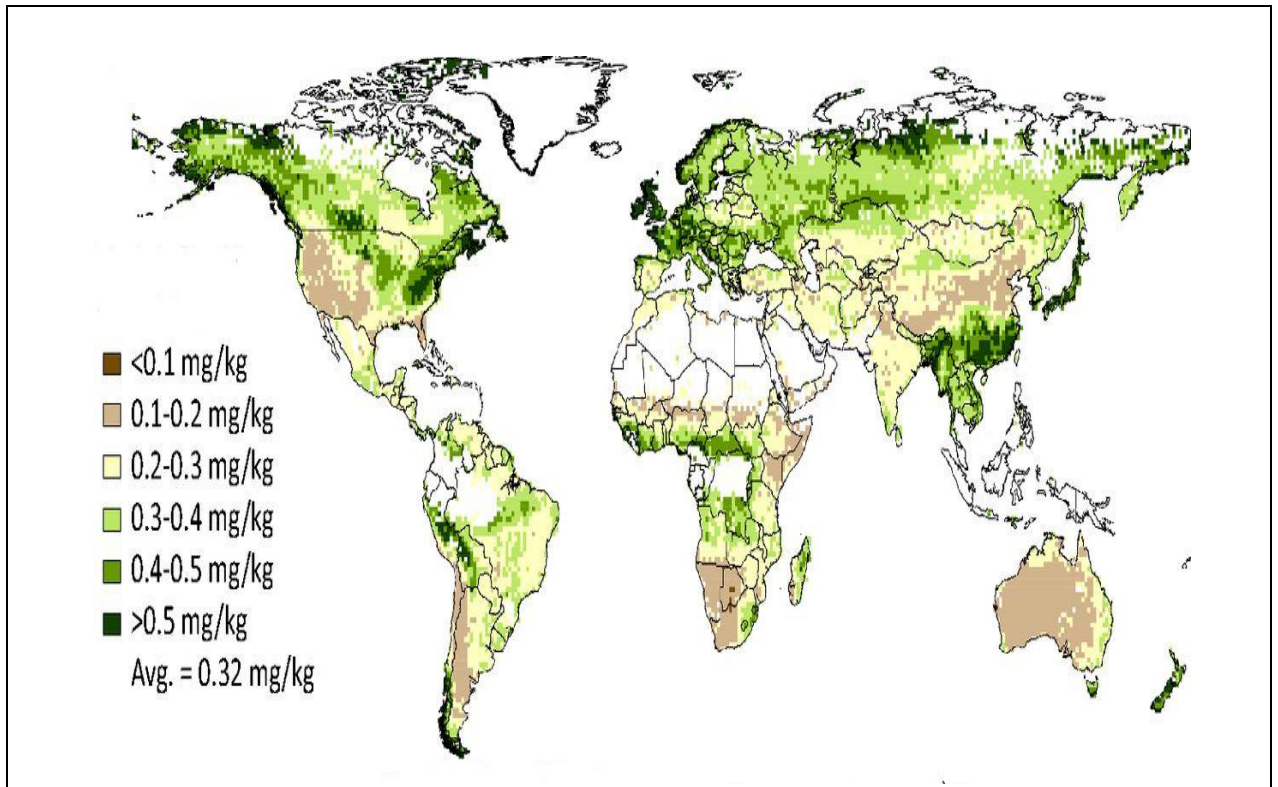 <0.1 mg/kg
0.1-0.2 mg/kg
0.2-0.3 mg/kg
0.3-0.4 mg/kg
0.4-0.5 mg/kg
>0.5 mg/kg
Avg. = 0.32 mg/kg